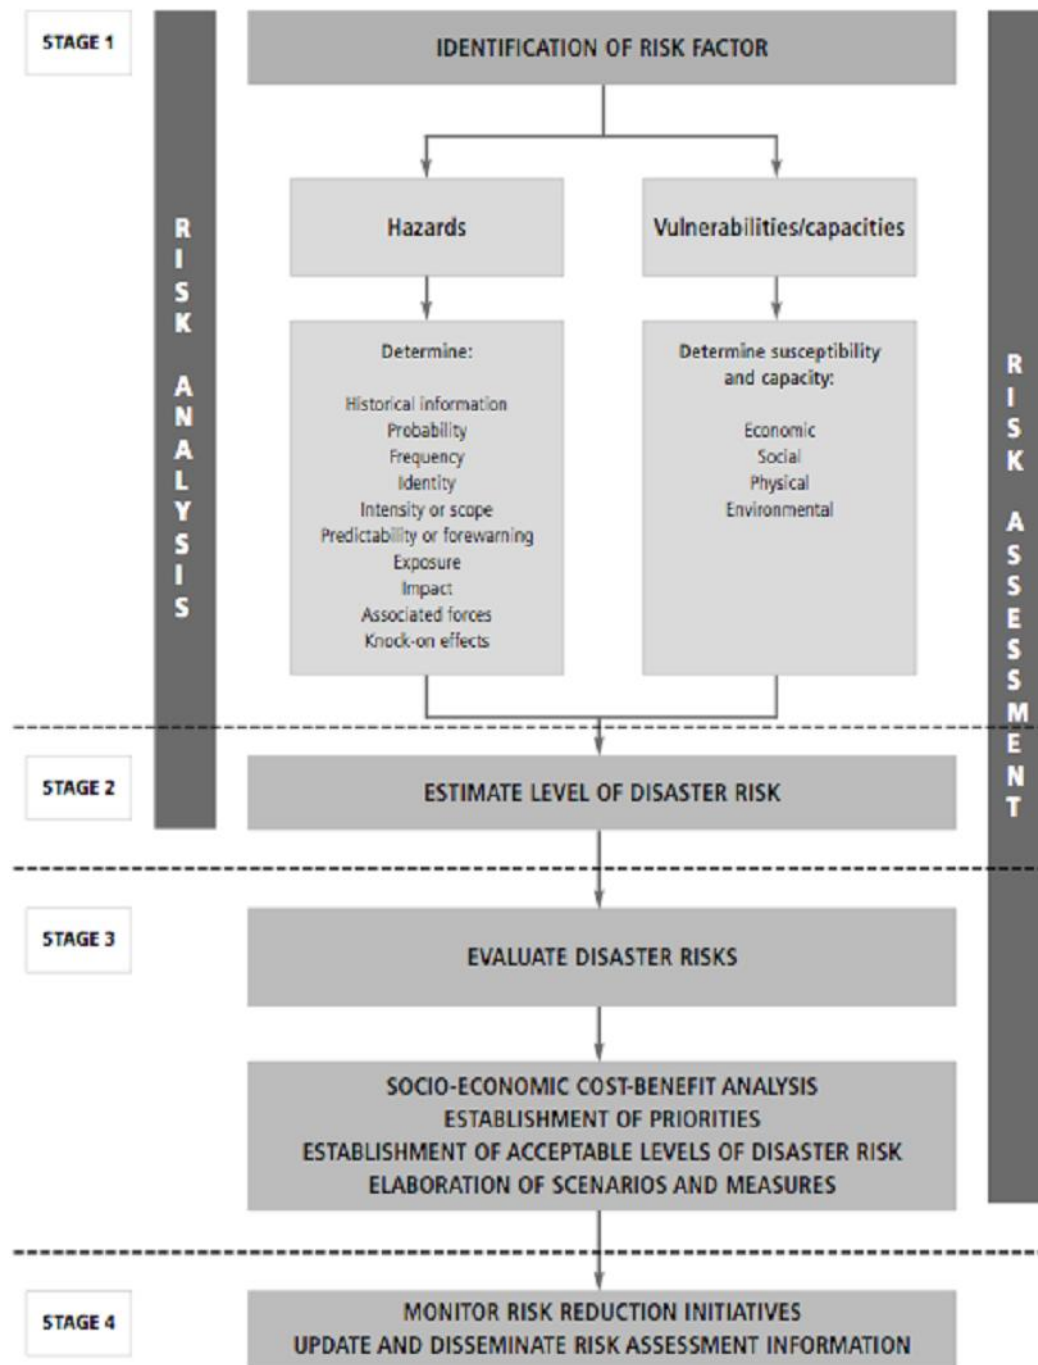 STAGE 1
IDENTIFICATION OF RISK FACTOR
RISK ANALYSIS
RISK ASSESSMENT
Hazards
Vulnerabilities/capacities
Determine:
Historical information
Probability
Frequency
Identity
Intensity or scope
Predictability or forewarning
Exposure
Impact
Associated forces
Knock-on effects
Determine susceptibility
and capacity:
Economic
Social
Physical
Environmental
STAGE 2
ESTIMATE LEVEL OF DISASTER RISK
STAGE 3
EVALUATE DISASTER RISKS
SOCIO-ECONOMIC COST-BENEFIT ANALYSIS
ESTABLISHMENT OF PRIORITIES
ESTABLISHMENT OF ACCEPTABLE LEVELS OF DISASTER RISK
ELABORATION OF SCENARIOS AND MEASURES
STAGE 4
MONITOR RISK REDUCTION INITIATIVES
UPDATE AND DISSEMINATE RISK ASSESSMENT INFORMATION